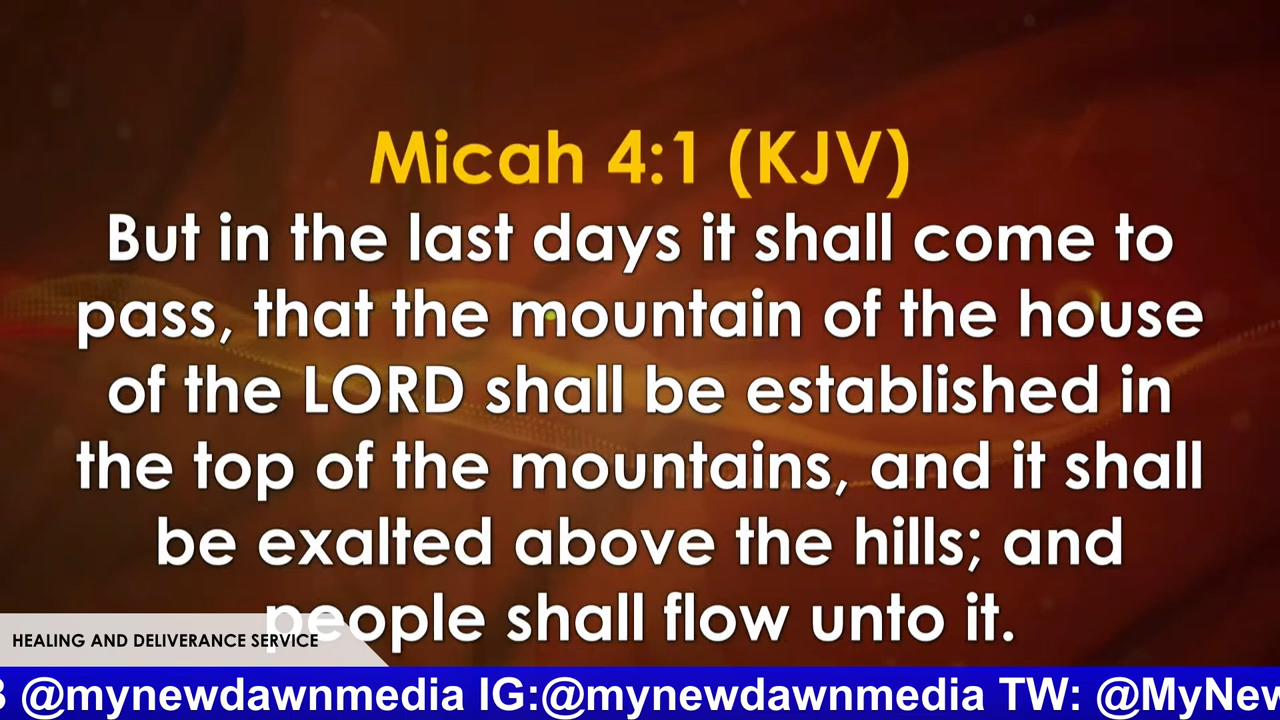 Micah 4:1 (KJV)
But in the last days it shall come to
pass, that the mountain of the house
of the LORD shall be established in
the top of the mountains, and it shall
be exalted above the hills; and
people shall flow unto it.
HEALING AND DELIVERANCE SERVICE
@mynewdawnmedia IG:@mynewdawnmedia TW: @MyNew